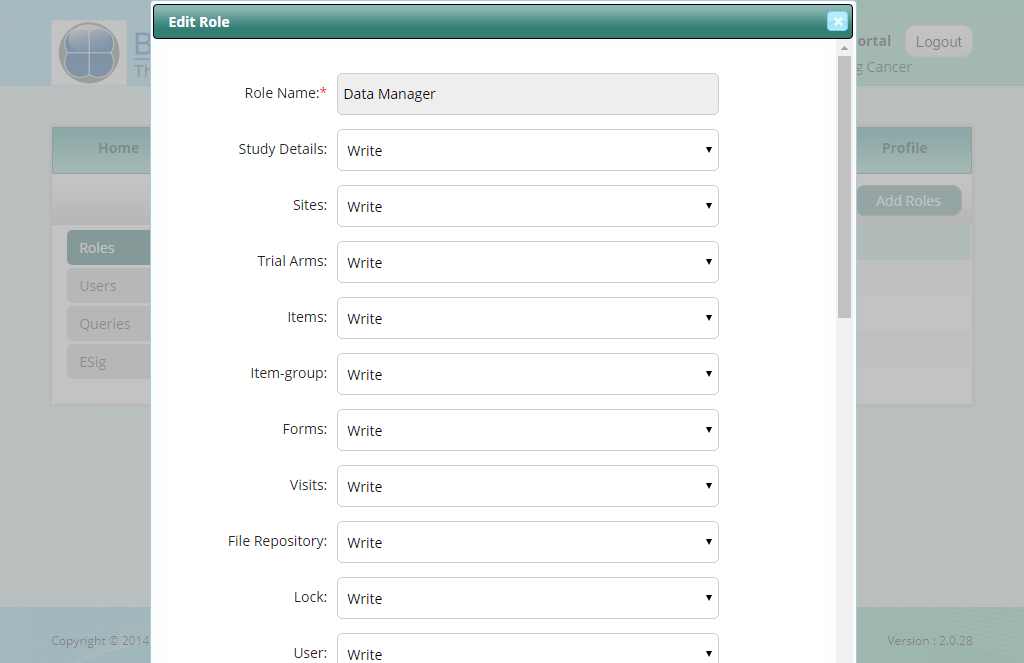 Edit Role
ortal
Logout
g Cancer
Home
Profile
Add Roles
Roles
Users
Queries
ESig
Role Name:* Data Manager
Study Details: Write
Sites: Write
Trial Arms: Write
Items: Write
Item-group: Write
Forms: Write
Visits: Write
File Repository: Write
Lock: Write
User: Write
B
Th
Copyright © 2014
Version : 2.0.28